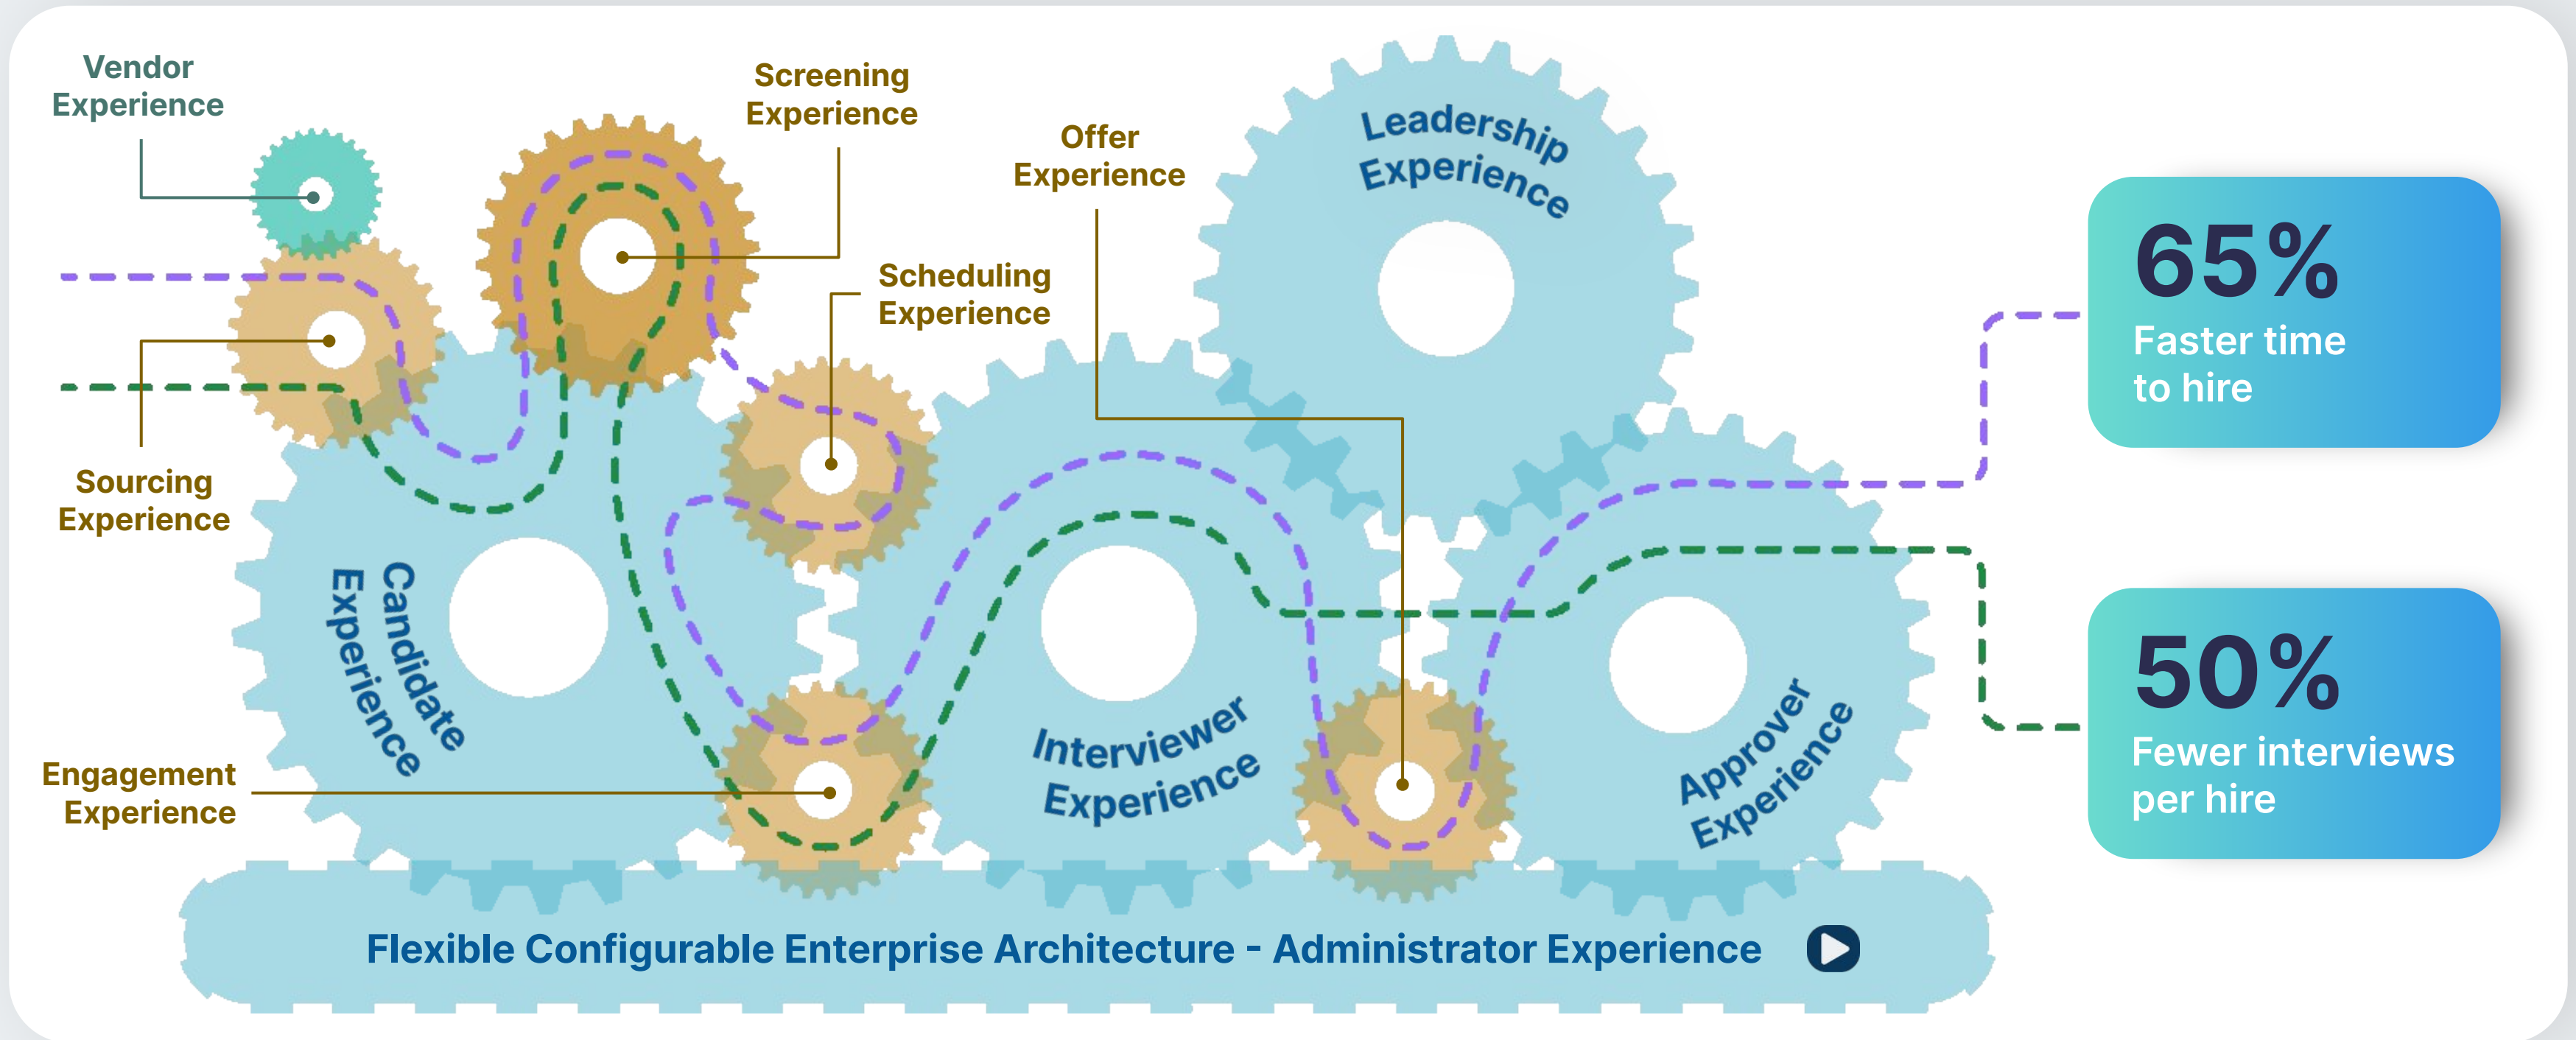 Vendor
Experience
Screening
Experience
Offer
Experience
Leadership
Experience
Scheduling
Experience
65%
Faster time
to hire
Sourcing
Experience
Candidate
Experience
Interviewer
Experience
Approver
Experience
50%
Fewer interviews
per hire
Engagement
Experience
Flexible Configurable Enterprise Architecture - Administrator Experience